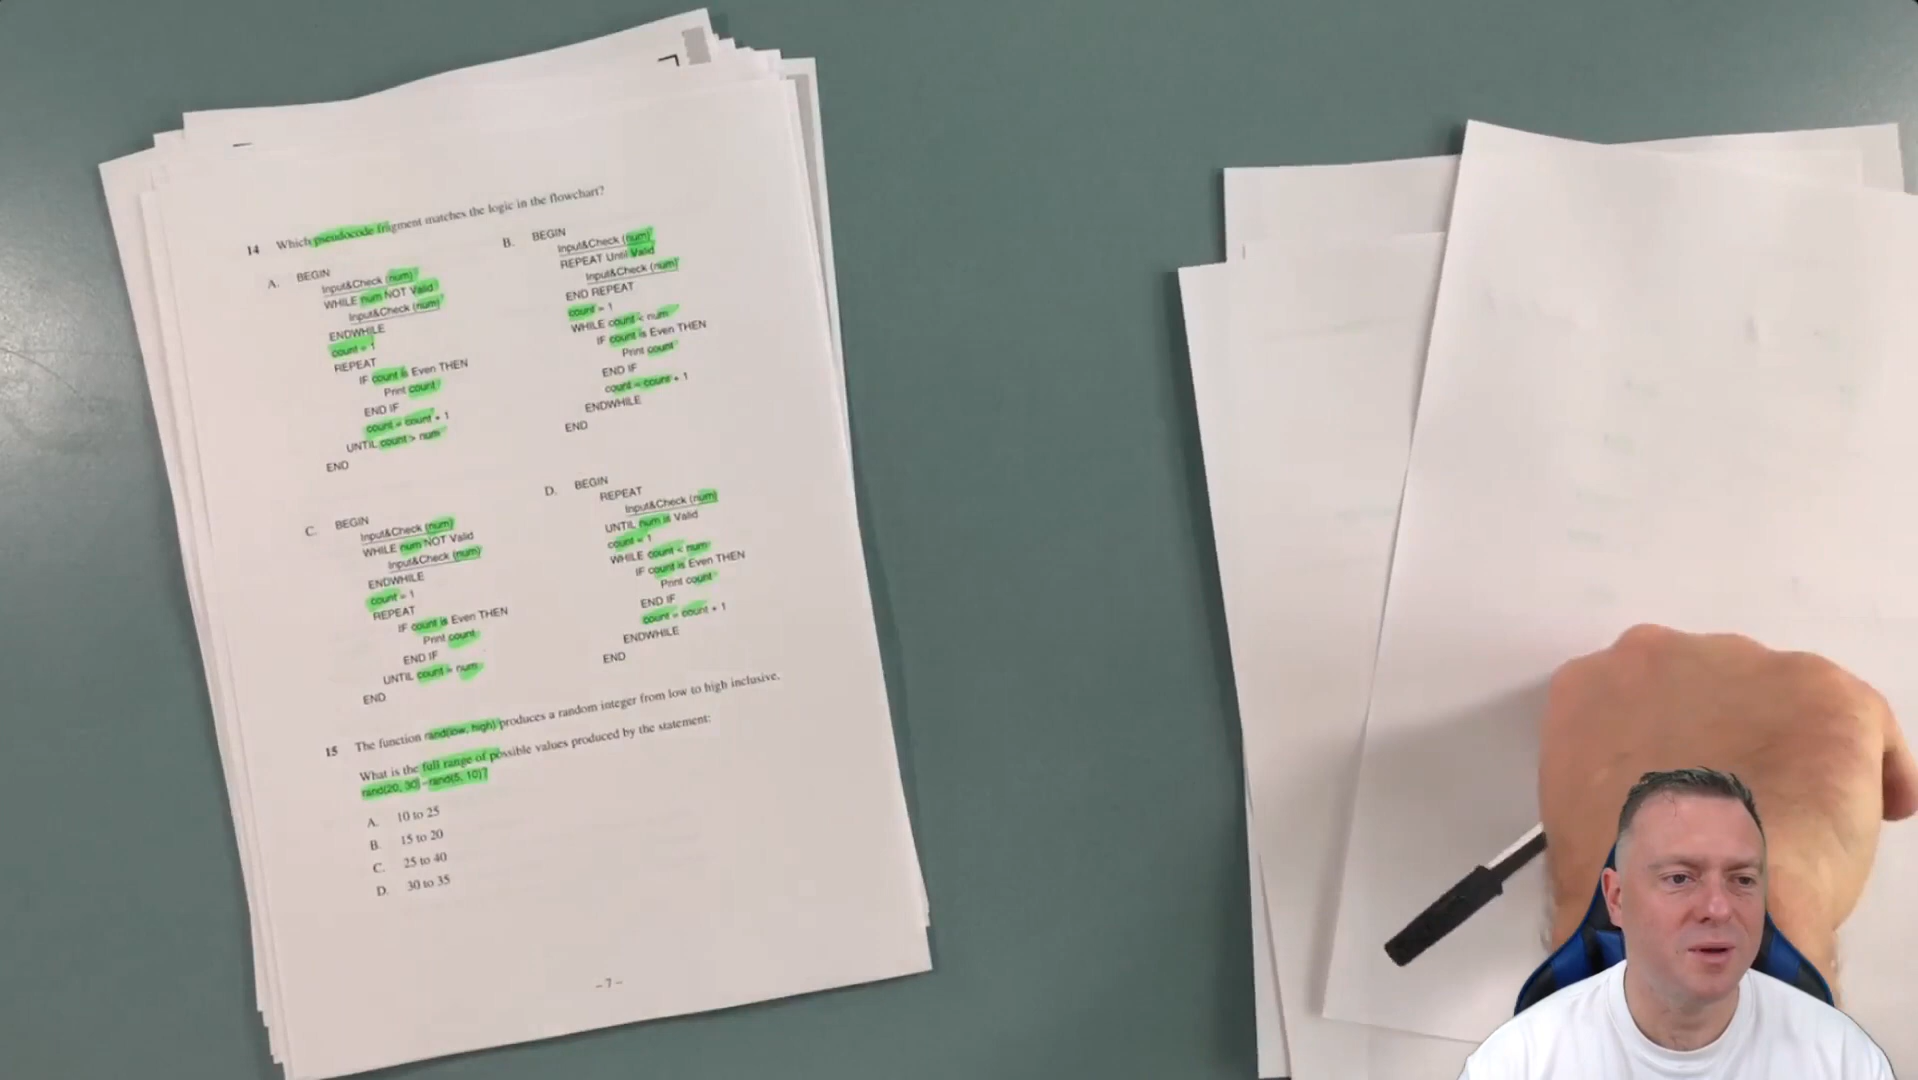 14 Which pseudocode fragment matches the logic in the flowchart?
A. BEGIN
Input&Check (num)
WHILE num NOT Valid
Input&Check (num)
ENDWHILE
count = 1
REPEAT
IF count is Even THEN
Print count
END IF
count = count + 1
UNTIL count > num
END
B. BEGIN
Input&Check (num)
REPEAT Until Valid
Input&Check (num)
END REPEAT
count = 1
WHILE count < num
IF count is Even THEN
Print count
END IF
count = count + 1
ENDWHILE
END
C. BEGIN
Input&Check (num)
WHILE num NOT Valid
Input&Check (num)
ENDWHILE
count = 1
REPEAT
IF count is Even THEN
Print count
END IF
UNTIL count = num
END
D. BEGIN
REPEAT
Input&Check (num)
UNTIL num is Valid
count = 1
WHILE count < num
IF count is Even THEN
Print count
END IF
count = count + 1
ENDWHILE
END
15 The function rand(low, high) produces a random integer from low to high inclusive.
What is the full range of possible values produced by the statement:
rand(20, 30) – rand(5, 10)?
A. 10 to 25
B. 15 to 20
C. 25 to 40
D. 30 to 35
– 7 –